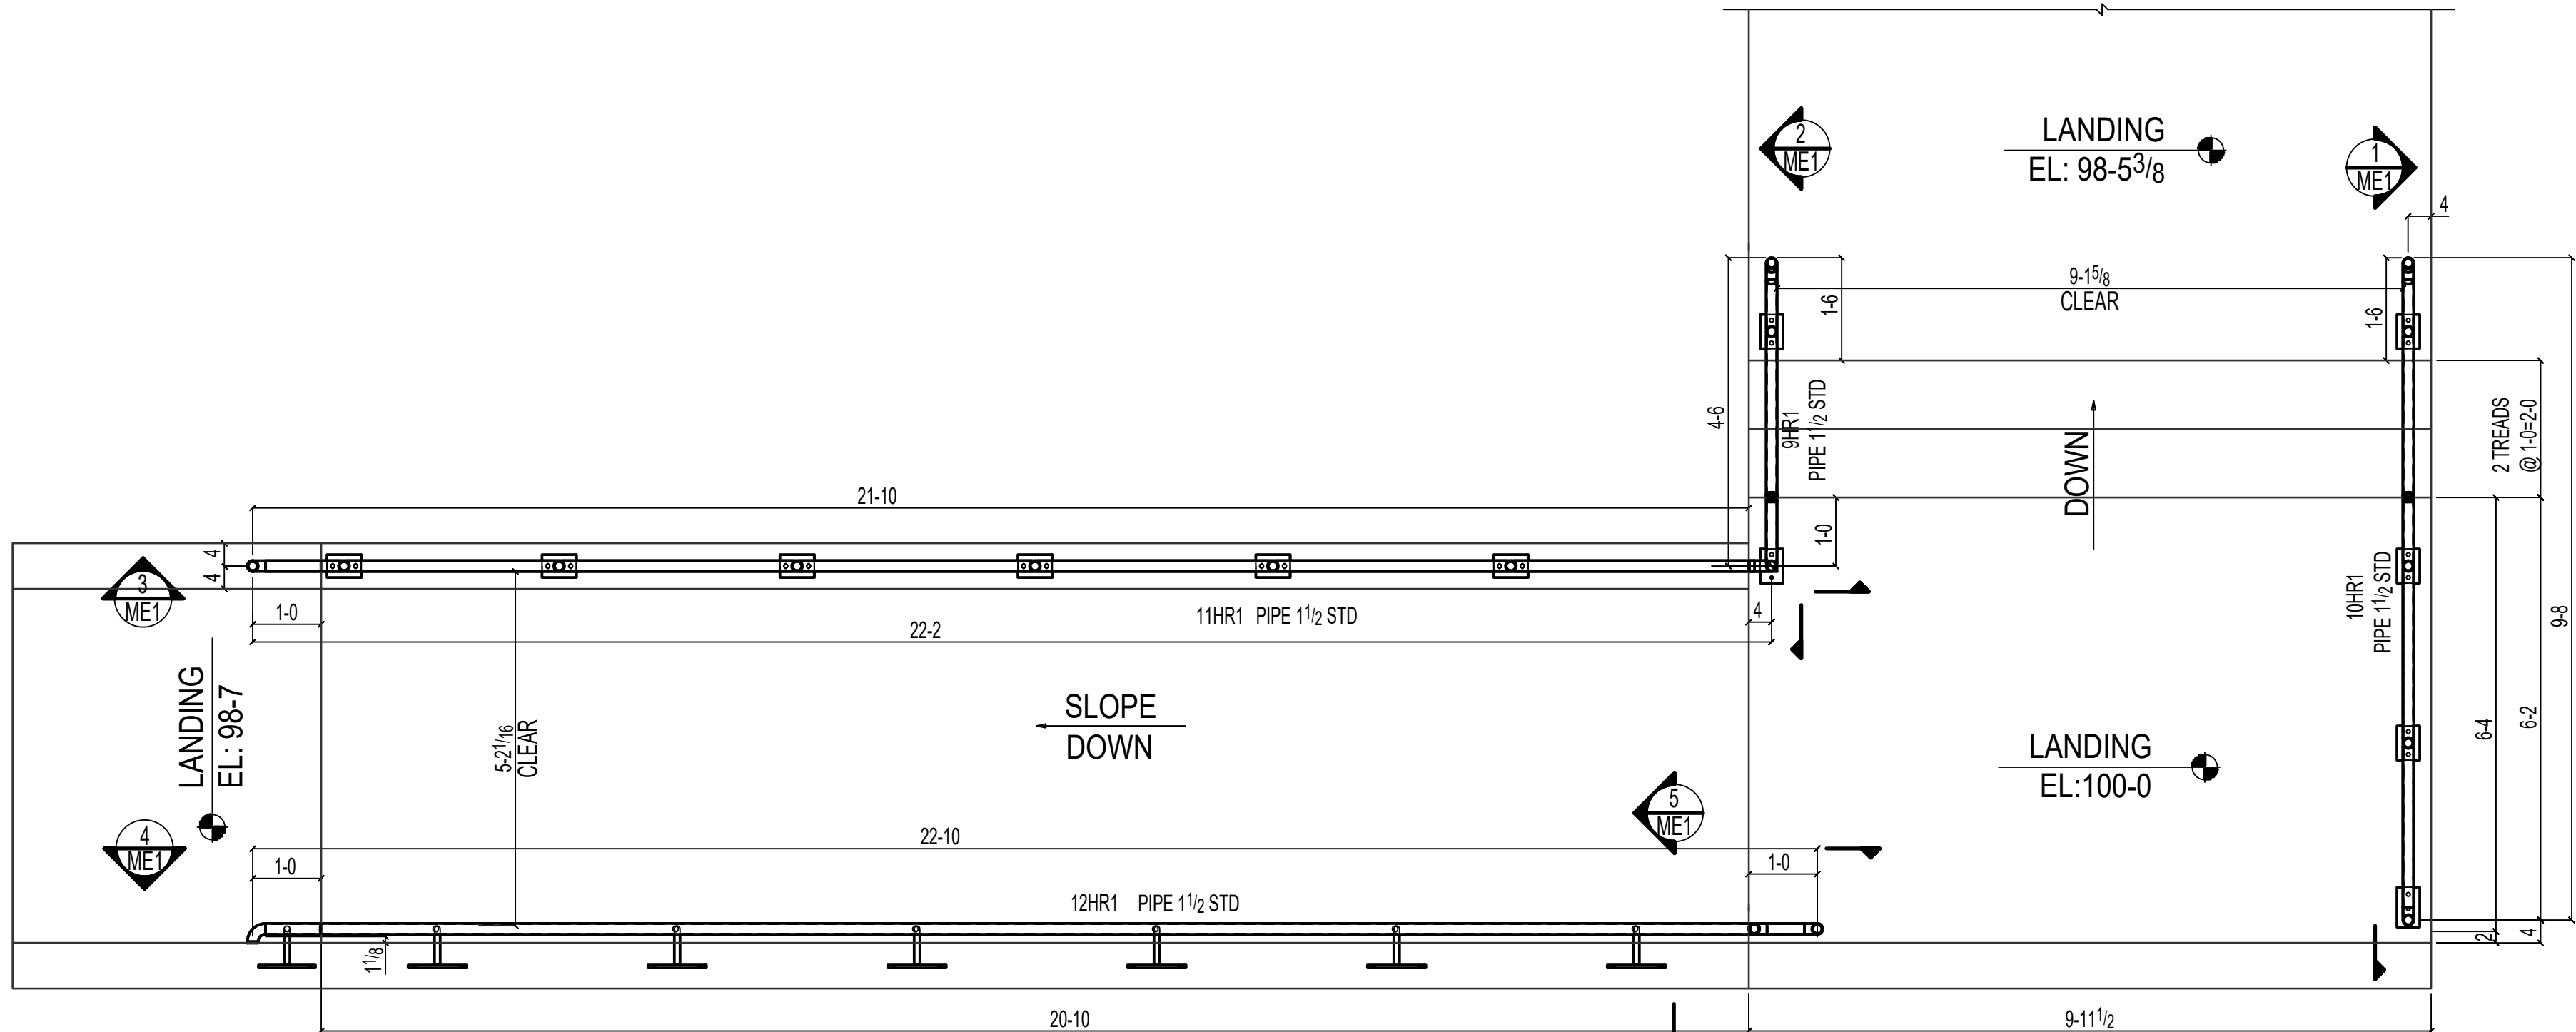 2
ME1
LANDING
EL: 98-5 3/8
1
ME1
4
9-1 5/8
CLEAR
1-6
1-6
4-6
9HR1
PIPE 1 1/2 STD
DOWN
2 TREADS
@ 1-0=2-0
21-10
1-0
4
4
3
ME1
1-0
11HR1 PIPE 1 1/2 STD
4
22-2
10HR1
PIPE 1 1/2 STD
9-8
LANDING
EL: 98-7
5-2 1/16
CLEAR
SLOPE
DOWN
6-4
6-2
LANDING
EL:100-0
5
ME1
4
ME1
22-10
1-0
1-0
12HR1 PIPE 1 1/2 STD
1 1/8
2
4
20-10
9-11 1/2